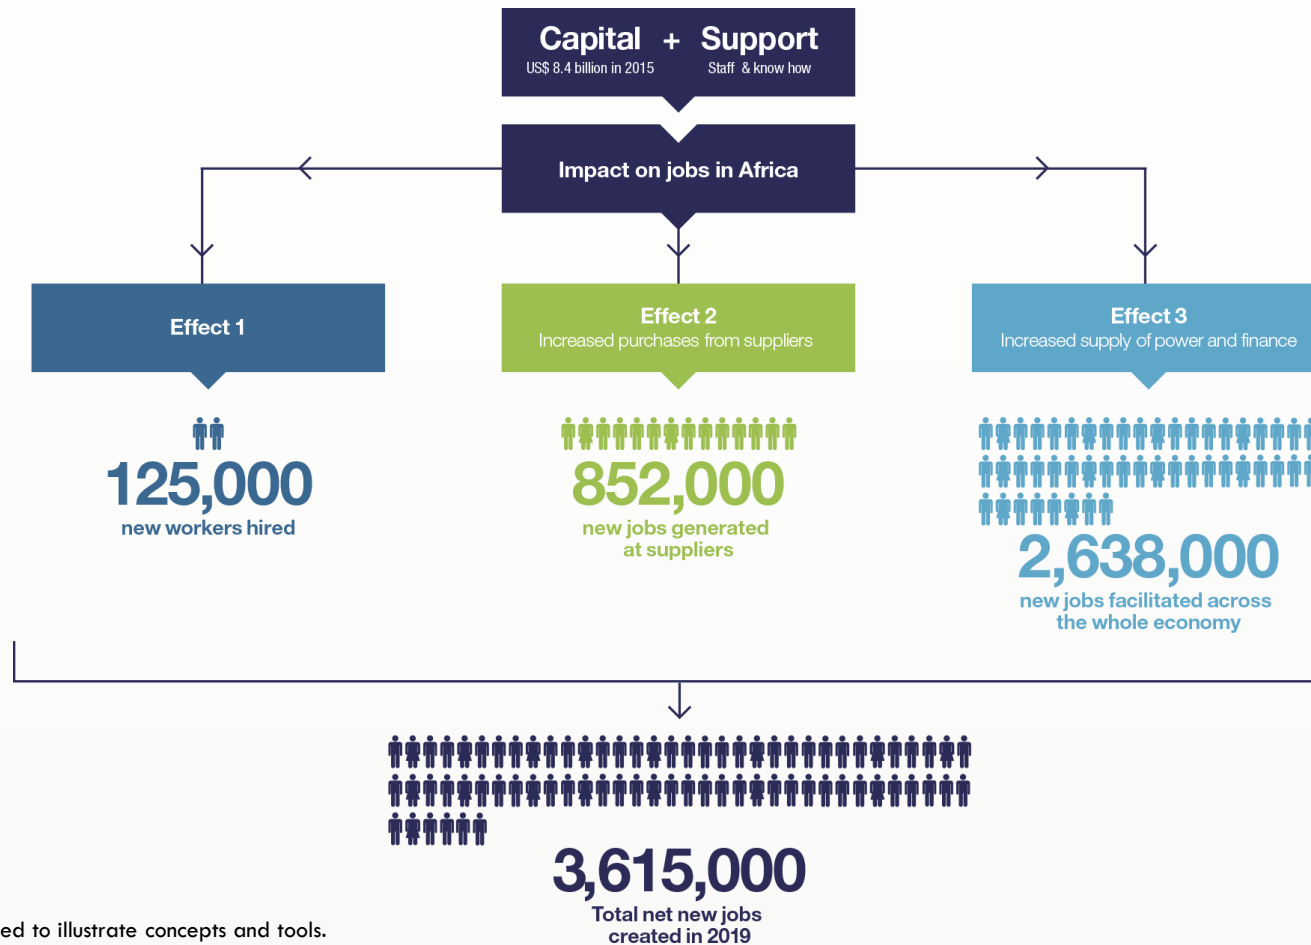 Capital + Support
US$ 8.4 billion in 2015
Staff & know how
Impact on jobs in Africa
Effect 1
Effect 2
Increased purchases from suppliers
Effect 3
Increased supply of power and finance
125,000
new workers hired
852,000
new jobs generated
at suppliers
2,638,000
new jobs facilitated across
the whole economy
3,615,000
Total net new jobs
created in 2019
ed to illustrate concepts and tools.